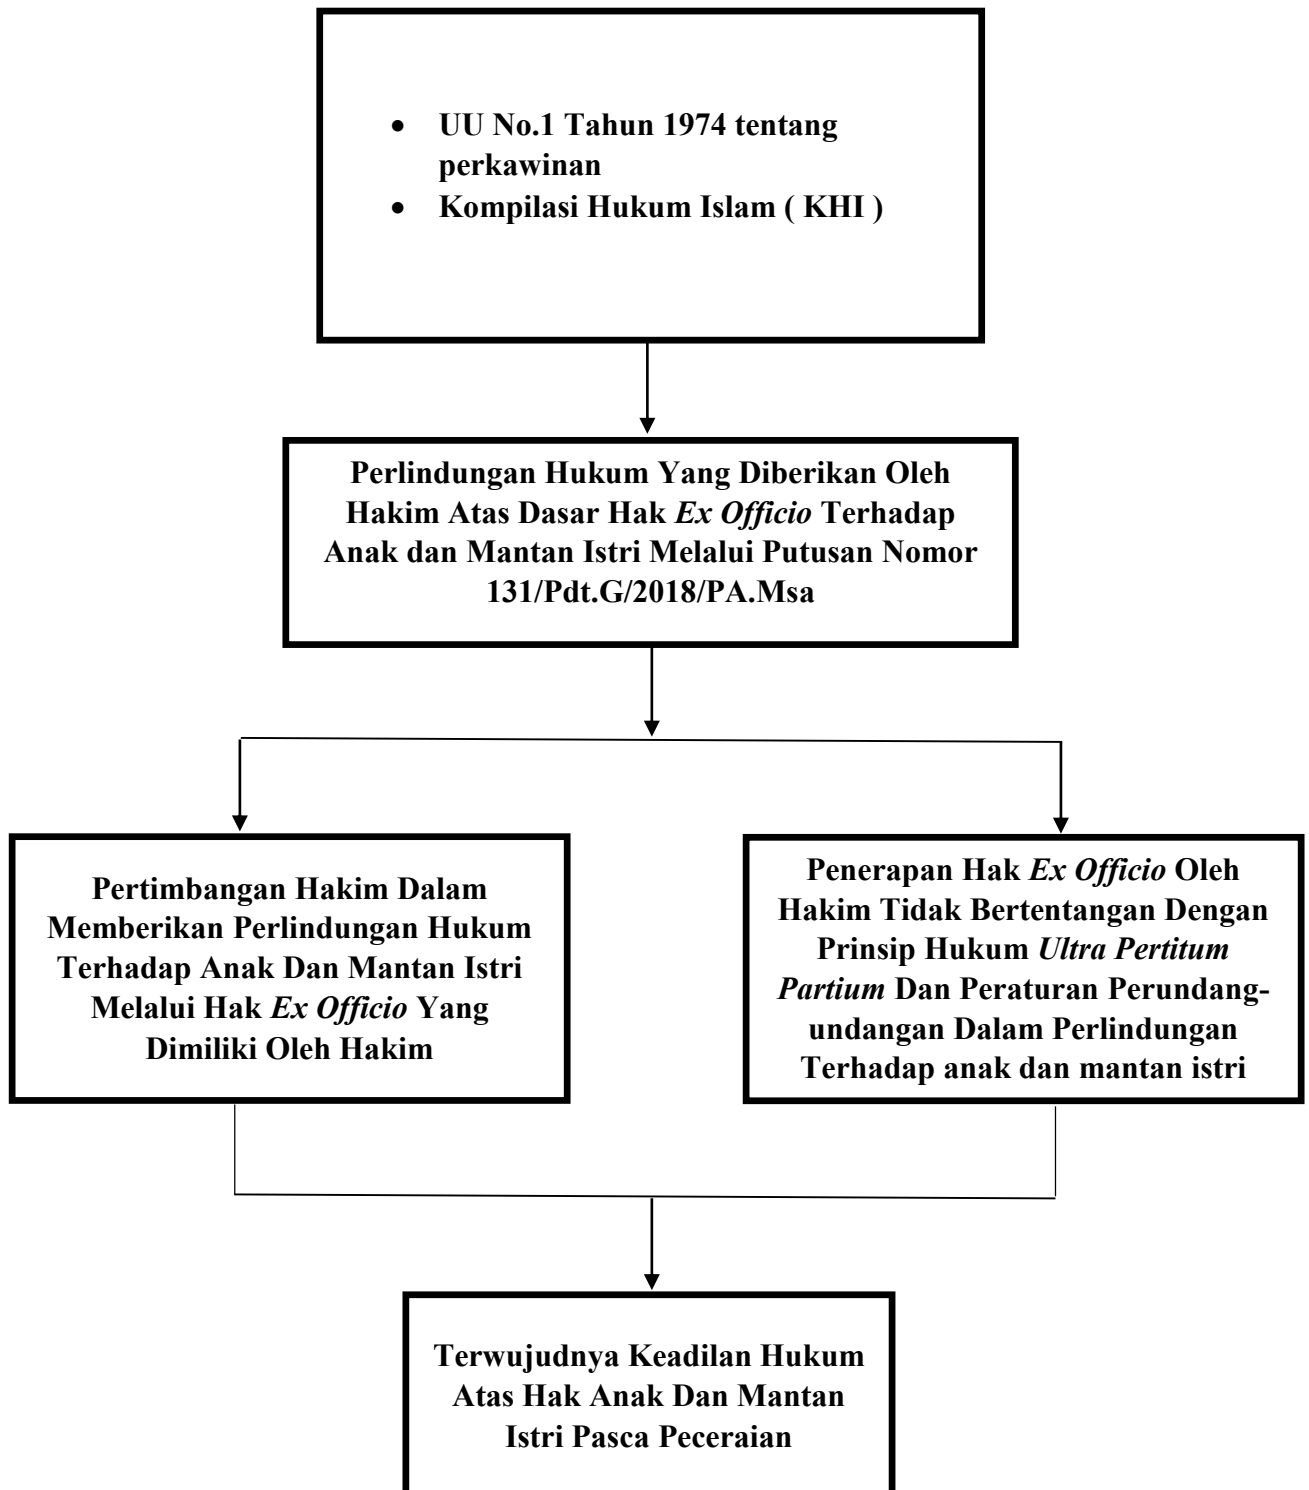 • UU No.1 Tahun 1974 tentang
perkawinan
• Kompilasi Hukum Islam ( KHI )
Perlindungan Hukum Yang Diberikan Oleh
Hakim Atas Dasar Hak Ex Officio Terhadap
Anak dan Mantan Istri Melalui Putusan Nomor
131/Pdt.G/2018/PA.Msa
Pertimbangan Hakim Dalam
Memberikan Perlindungan Hukum
Terhadap Anak Dan Mantan Istri
Melalui Hak Ex Officio Yang
Dimiliki Oleh Hakim
Penerapan Hak Ex Officio Oleh
Hakim Tidak Bertentangan Dengan
Prinsip Hukum Ultra Pertitum
Partium Dan Peraturan Perundang-
undangan Dalam Perlindungan
Terhadap anak dan mantan istri
Terwujudnya Keadilan Hukum
Atas Hak Anak Dan Mantan
Istri Pasca Peceraian